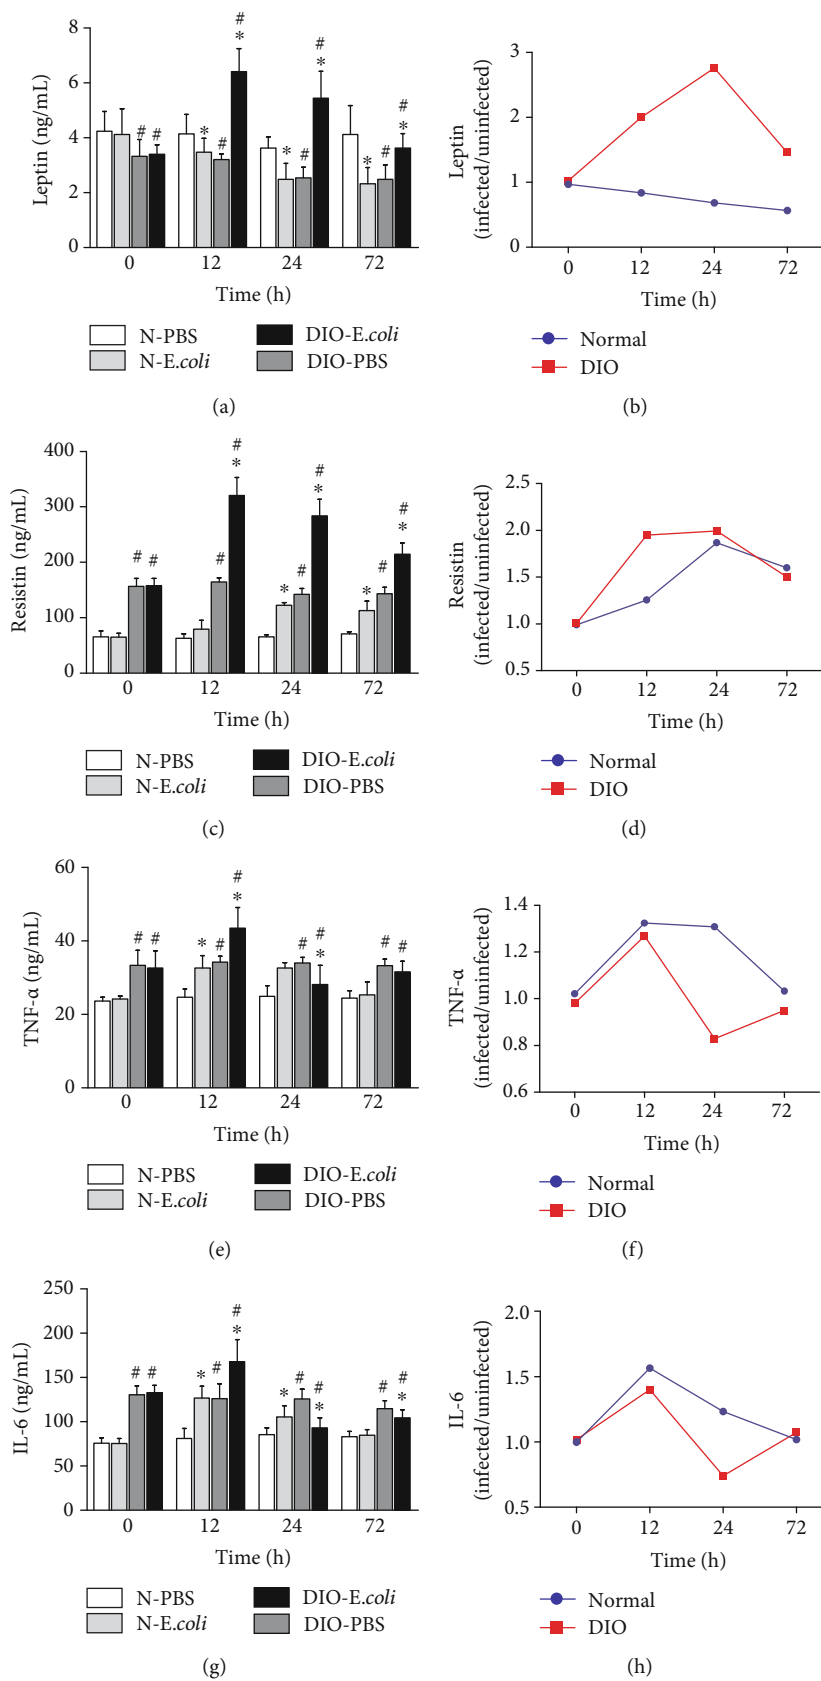 Leptin (ng/mL)
8
6
4
2
0
# * # * # # * # * # * # * # # *
0 12 24 72
Time (h)
N-PBS DIO-E.coli
N-E.coli DIO-PBS
(a)
Leptin
(infected/uninfected)
3
2
1
0
0 12 24 72
Time (h)
Normal
DIO
(b)
Resistin (ng/mL)
400
300
200
100
0
# # # # * * # # * * # # *
0 12 24 72
Time (h)
N-PBS DIO-E.coli
N-E.coli DIO-PBS
(c)
Resistin
(infected/uninfected)
2.5
2.0
1.5
1.0
0.5
0 12 24 72
Time (h)
Normal
DIO
(d)
TNF-α (ng/mL)
60
40
20
0
# # * # # * # # * # #
0 12 24 72
Time (h)
N-PBS DIO-E.coli
N-E.coli DIO-PBS
(e)
TNF-α
(infected/uninfected)
1.4
1.2
1.0
0.8
0.6
0 12 24 72
Time (h)
Normal
DIO
(f)
IL-6 (ng/mL)
250
200
150
100
50
0
# # * # # * * # # * # # *
0 12 24 72
Time (h)
N-PBS DIO-E.coli
N-E.coli DIO-PBS
(g)
IL-6
(infected/uninfected)
2.0
1.5
1.0
0.5
0 12 24 72
Time (h)
Normal
DIO
(h)